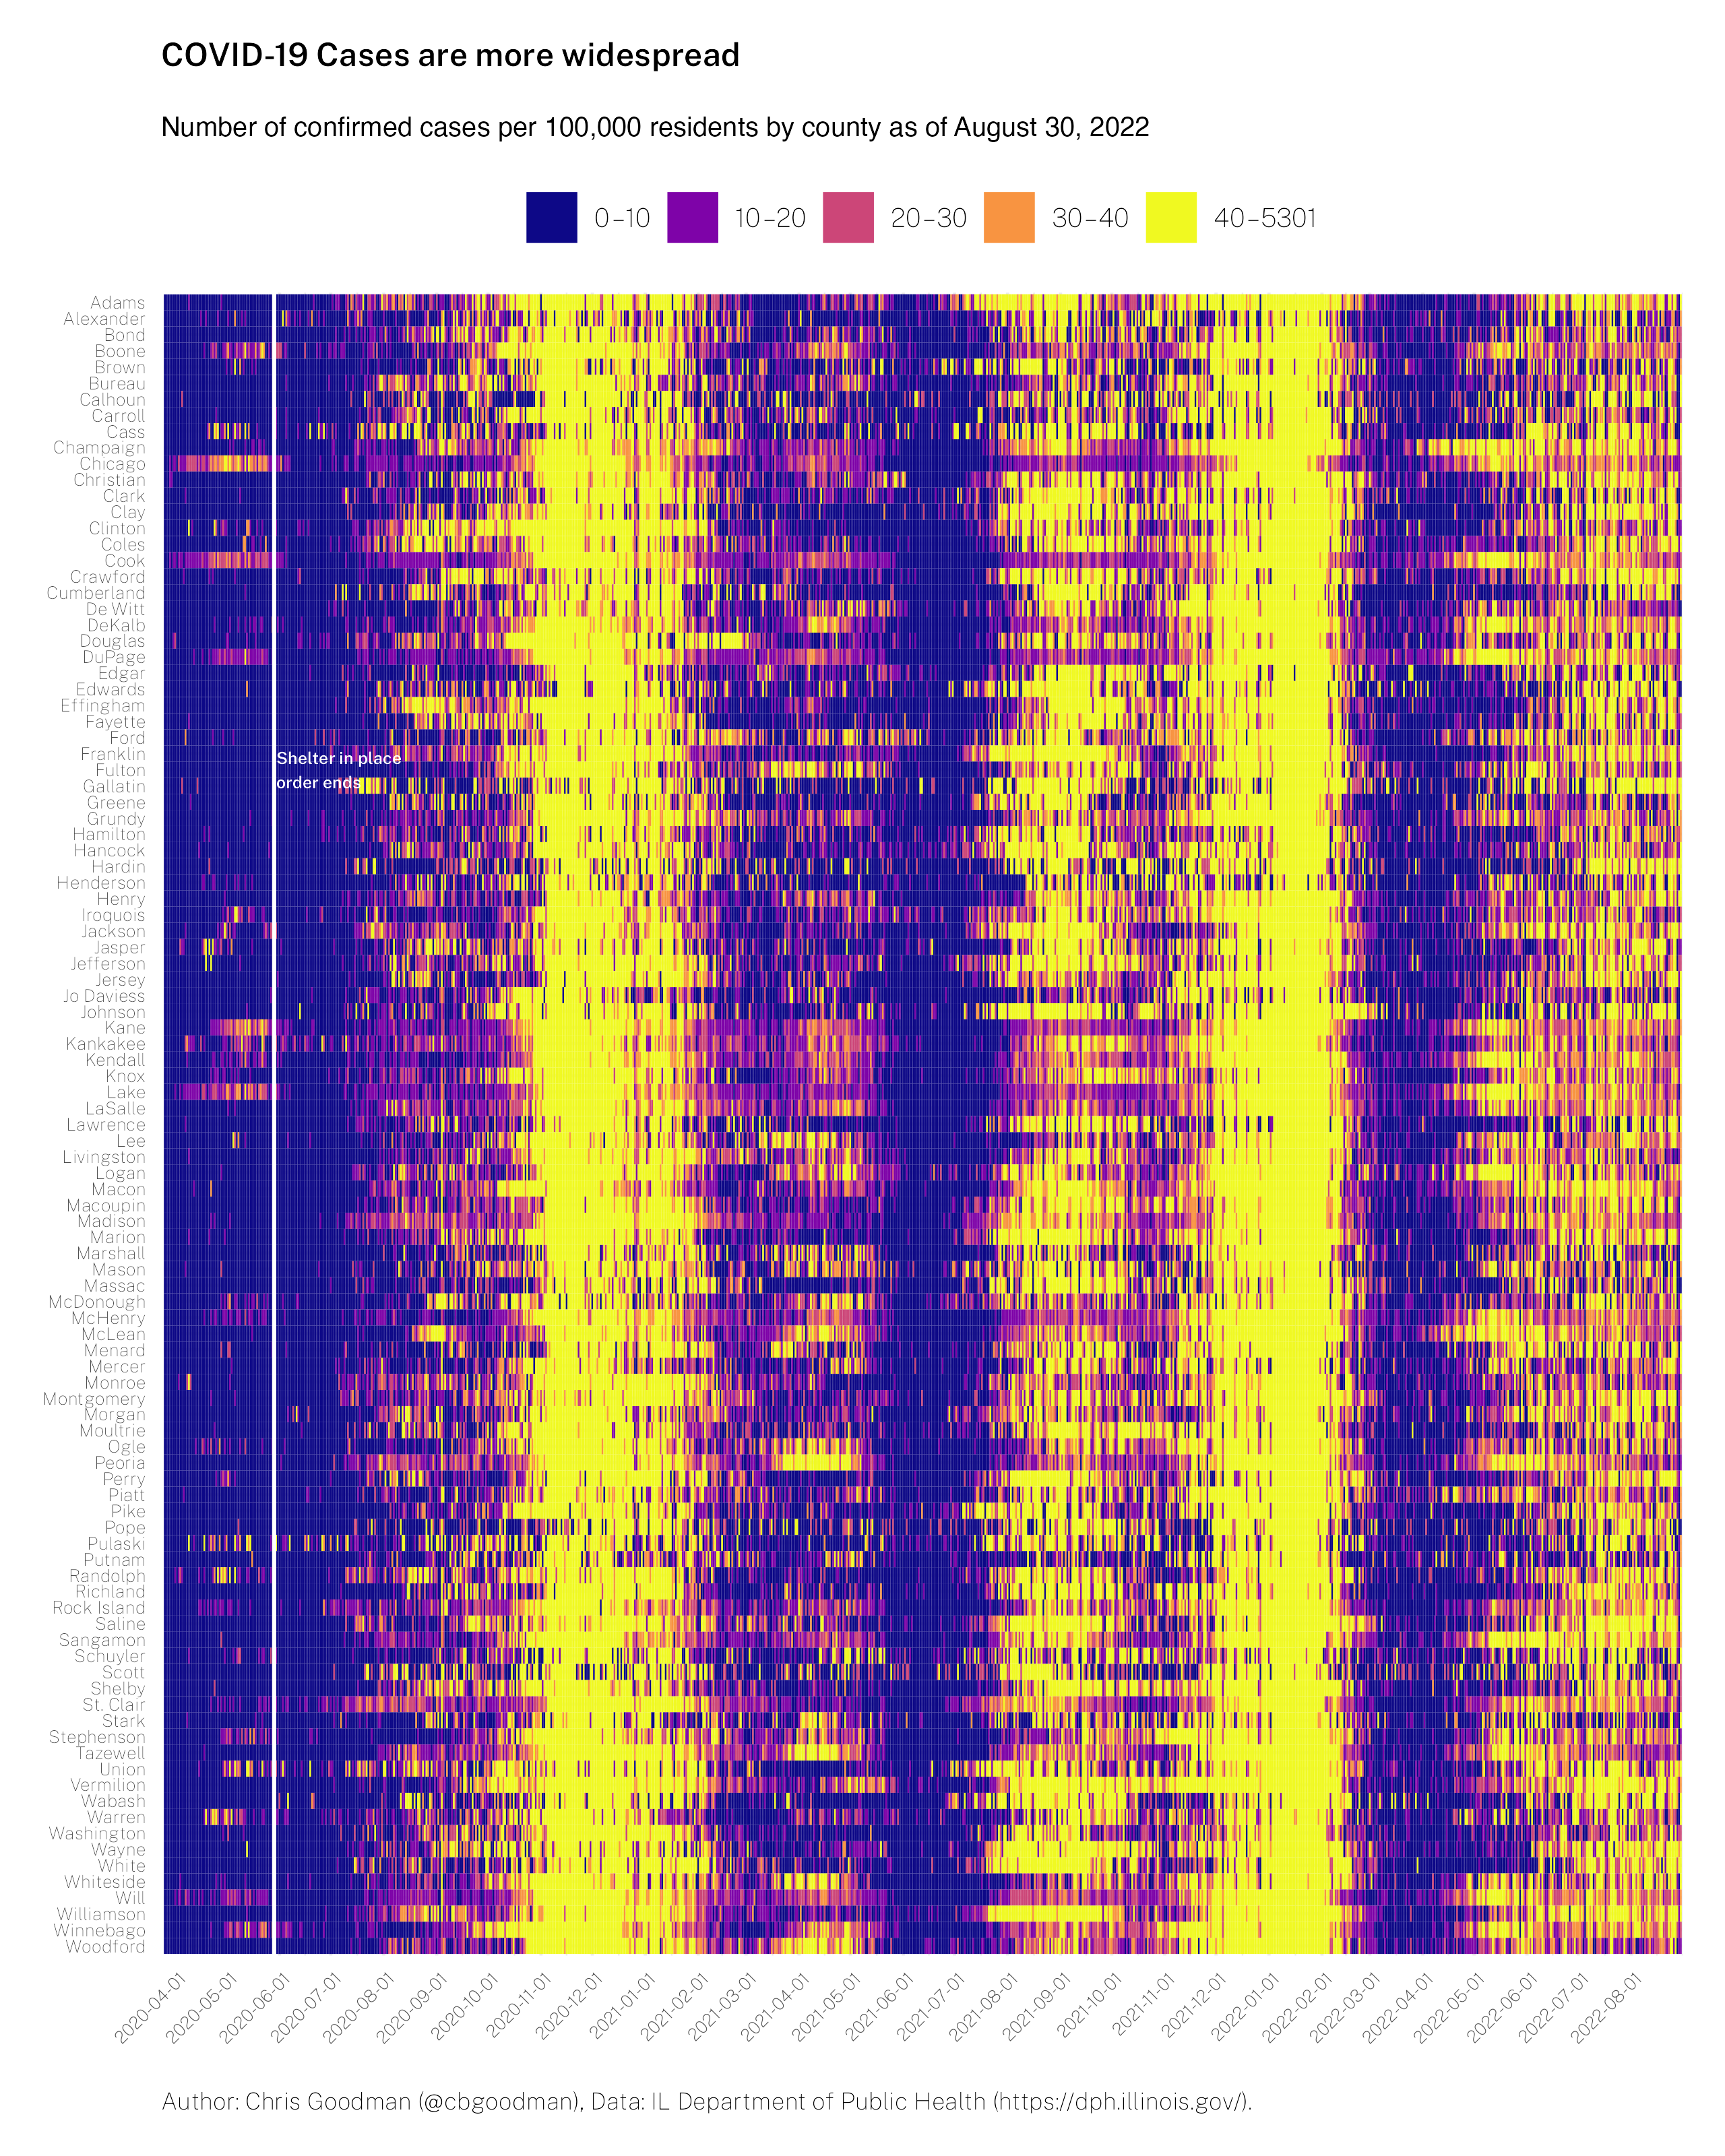 COVID-19 Cases are more widespread
Number of confirmed cases per 100,000 residents by county as of August 30, 2022
0-10 10-20 20-30 30-40 40-5301
Adams
Alexander
Bond
Boone
Brown
Bureau
Calhoun
Carroll
Cass
Champaign
Chicago
Christian
Clark
Clay
Clinton
Coles
Cook
Crawford
Cumberland
De Witt
DeKalb
Douglas
DuPage
Edgar
Edwards
Effingham
Fayette
Ford
Franklin
Fulton
Gallatin
Greene
Grundy
Hamilton
Hancock
Hardin
Henderson
Henry
Iroquois
Jackson
Jasper
Jefferson
Jersey
Jo Daviess
Johnson
Kane
Kankakee
Kendall
Knox
Lake
LaSalle
Lawrence
Lee
Livingston
Logan
Macon
Macoupin
Madison
Marion
Marshall
Mason
Massac
McDonough
McHenry
McLean
Menard
Mercer
Monroe
Montgomery
Morgan
Moultrie
Ogle
Peoria
Perry
Piatt
Pike
Pope
Pulaski
Putnam
Randolph
Richland
Rock Island
Saline
Sangamon
Schuyler
Scott
Shelby
St. Clair
Stark
Stephenson
Tazewell
Union
Vermilion
Wabash
Warren
Washington
Wayne
White
Whiteside
Will
Williamson
Winnebago
Woodford
Shelter in place
order ends
2020-04-01
2020-05-01
2020-06-01
2020-07-01
2020-08-01
2020-09-01
2020-10-01
2020-11-01
2020-12-01
2021-01-01
2021-02-01
2021-03-01
2021-04-01
2021-05-01
2021-06-01
2021-07-01
2021-08-01
2021-09-01
2021-10-01
2021-11-01
2021-12-01
2022-01-01
2022-02-01
2022-03-01
2022-04-01
2022-05-01
2022-06-01
2022-07-01
2022-08-01
Author: Chris Goodman (@cbgoodman), Data: IL Department of Public Health (https://dph.illinois.gov/).